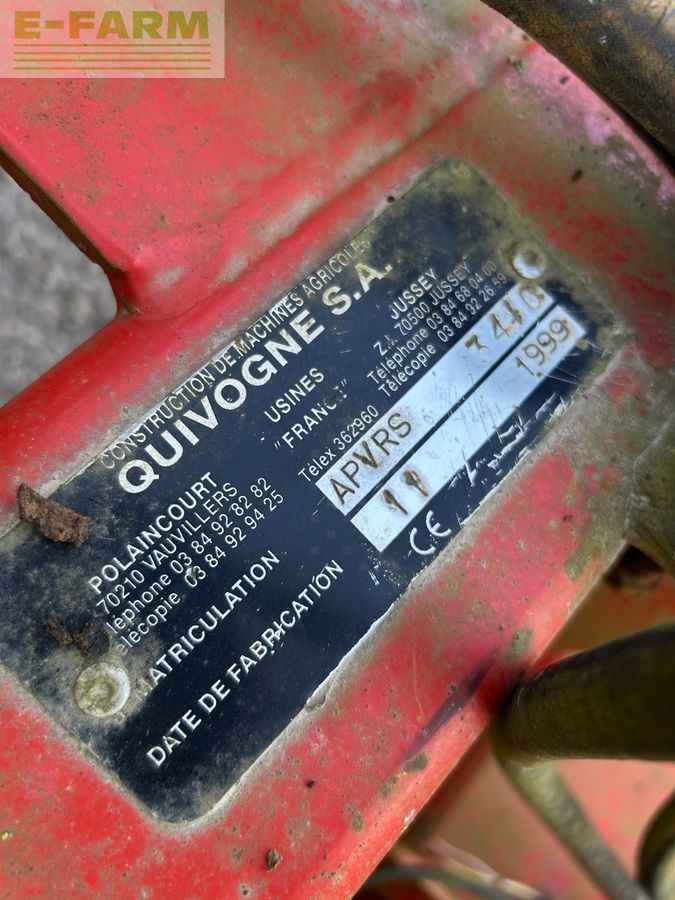 E-FARM
CONSTRUCTION DE MACHINES AGRICOLES
QUIVOGNE S.A.
USINES
"FRANCE"
POLAINCOURT
70210 VAUVILLERS
Téléphone 03 84 92 82 82
Télécopie 03 84 92 94 25
JUSSEY
Z.I. 70500 JUSSEY
Téléphone 03 84 68 04 00
Télécopie 03 84 92 26 59
Télex 362960
IMMATRICULATION
APVRS
DATE DE FABRICATION
11 1999
CE